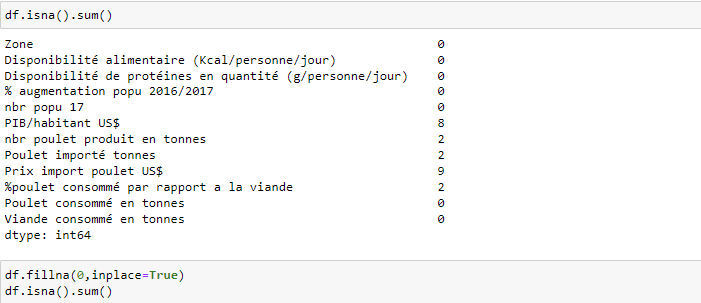 df.isna().sum()
Zone 0
Disponibilité alimentaire (Kcal/personne/jour) 0
Disponibilité de protéines en quantité (g/personne/jour) 0
% augmentation popu 2016/2017 0
nbr popu 17 0
PIB/habitant US$ 8
nbr poulet produit en tonnes 2
Poulet importé tonnes 2
Prix import poulet US$ 9
%poulet consommé par rapport a la viande 2
Poulet consommé en tonnes 0
Viande consommé en tonnes 0
dtype: int64
df.fillna(0,inplace=True)
df.isna().sum()